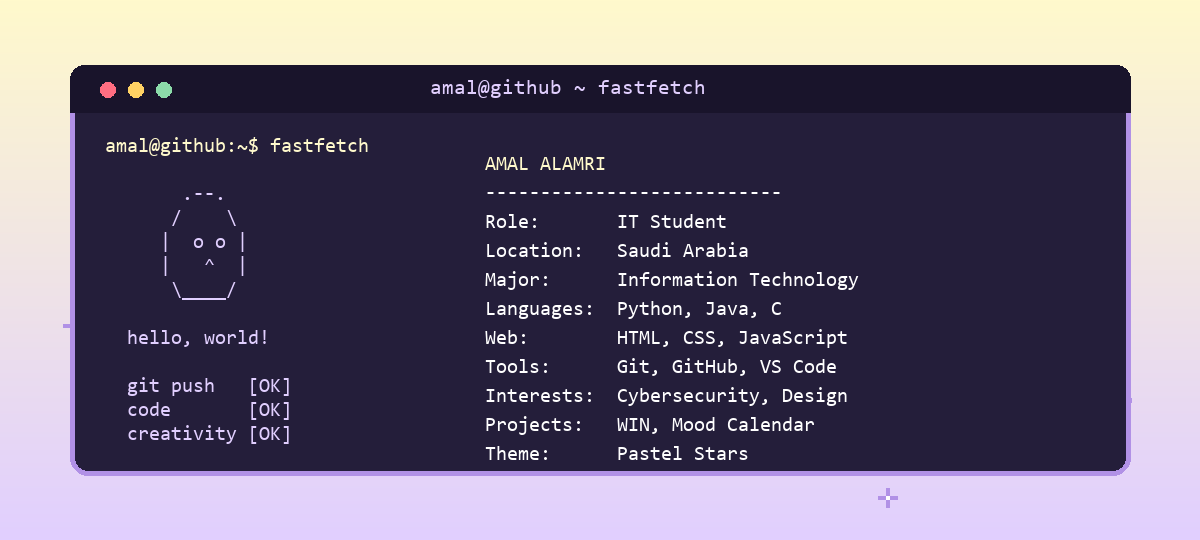 amal@github ~ fastfetch
amal@github:~$ fastfetch
     .--.
    /    \
   |  o o |
   |   ^  |
    \____/
hello, world!
git push   [OK]
code       [OK]
creativity [OK]
AMAL ALAMRI
---------------------------
Role:       IT Student
Location:   Saudi Arabia
Major:      Information Technology
Languages:  Python, Java, C
Web:        HTML, CSS, JavaScript
Tools:      Git, GitHub, VS Code
Interests:  Cybersecurity, Design
Projects:   WIN, Mood Calendar
Theme:      Pastel Stars